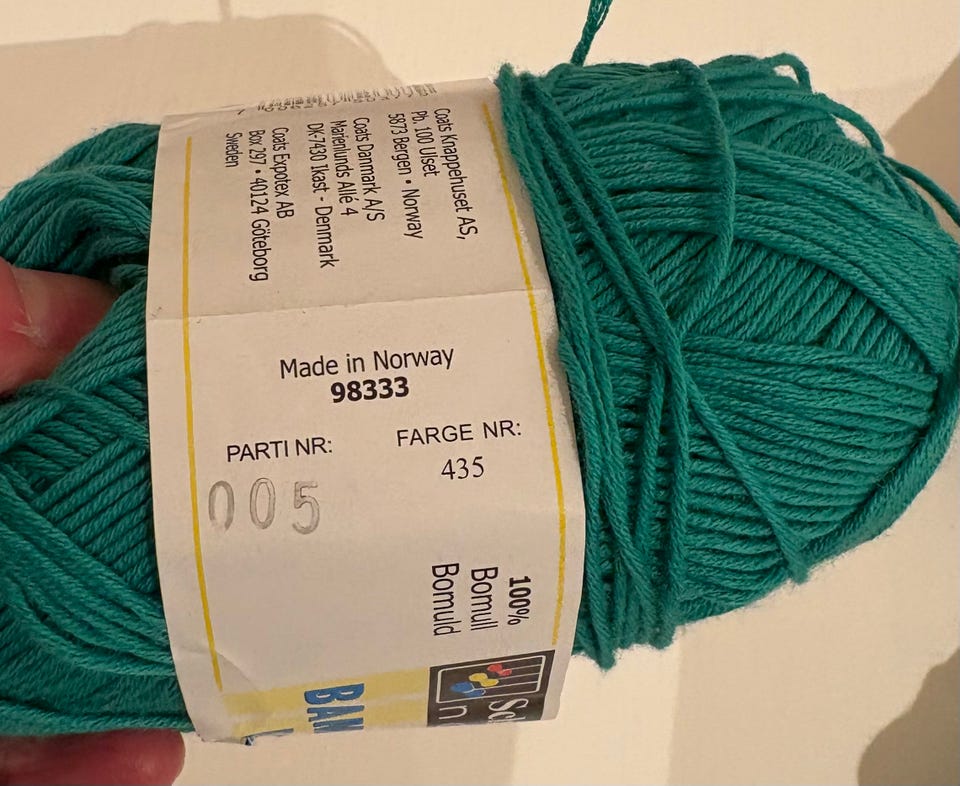 Coats Knappehuset AS,
Pb. 100 Ulset
5873 Bergen • Norway
Coats Danmark A/S
Marienlunds Allé 4
DK-7430 Ikast - Denmark
Coats Expotex AB
Box 297 • 40124 Göteborg
Sweden
Made in Norway
98333
PARTI NR:
005
FARGE NR:
435
100%
Bomull
Bomuld
BAN